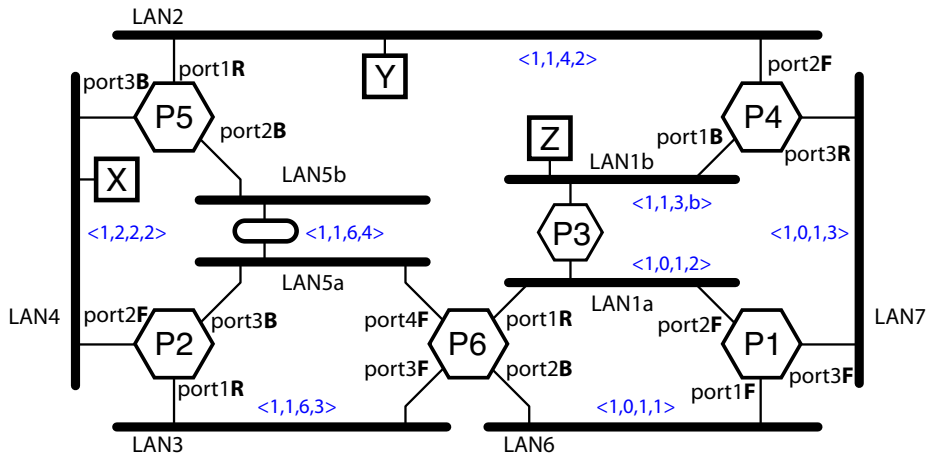 LAN2
<1,1,4,2>
port3B
port1R
Y
port2F
P5
P4
port2B
Z
port1B
port3R
LAN1b
X
LAN5b
<1,1,3,b>
<1,2,2,2>
<1,1,6,4>
P3
<1,0,1,3>
<1,0,1,2>
LAN5a
LAN1a
LAN4
port2F
port3B
port4F
port1R
port2F
LAN7
P2
P6
P1
port3F
port2B
port3F
port1R
port1F
<1,1,6,3>
<1,0,1,1>
LAN3
LAN6